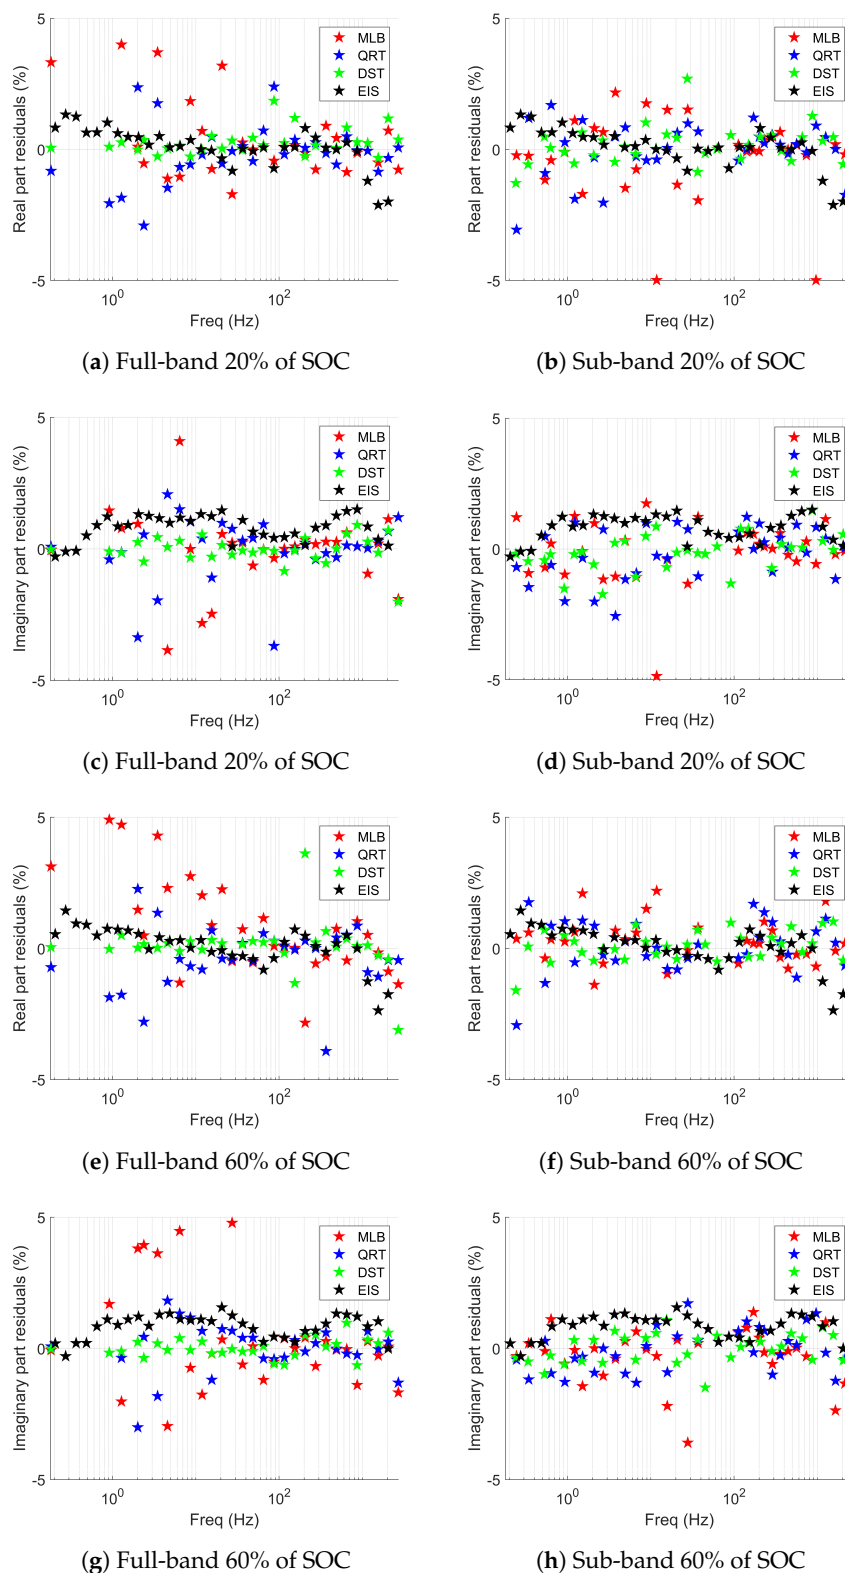 5
0
-5
Real part residuals (%)
10^0
10^2
Freq (Hz)
MLB
QRT
DST
EIS
(a) Full-band 20% of SOC
5
0
-5
Real part residuals (%)
10^0
10^2
Freq (Hz)
MLB
QRT
DST
EIS
(b) Sub-band 20% of SOC
5
0
-5
Imaginary part residuals (%)
10^0
10^2
Freq (Hz)
MLB
QRT
DST
EIS
(c) Full-band 20% of SOC
5
0
-5
Imaginary part residuals (%)
10^0
10^2
Freq (Hz)
MLB
QRT
DST
EIS
(d) Sub-band 20% of SOC
5
0
-5
Real part residuals (%)
10^0
10^2
Freq (Hz)
MLB
QRT
DST
EIS
(e) Full-band 60% of SOC
5
0
-5
Real part residuals (%)
10^0
10^2
Freq (Hz)
MLB
QRT
DST
EIS
(f) Sub-band 60% of SOC
5
0
-5
Imaginary part residuals (%)
10^0
10^2
Freq (Hz)
MLB
QRT
DST
EIS
(g) Full-band 60% of SOC
5
0
-5
Imaginary part residuals (%)
10^0
10^2
Freq (Hz)
MLB
QRT
DST
EIS
(h) Sub-band 60% of SOC